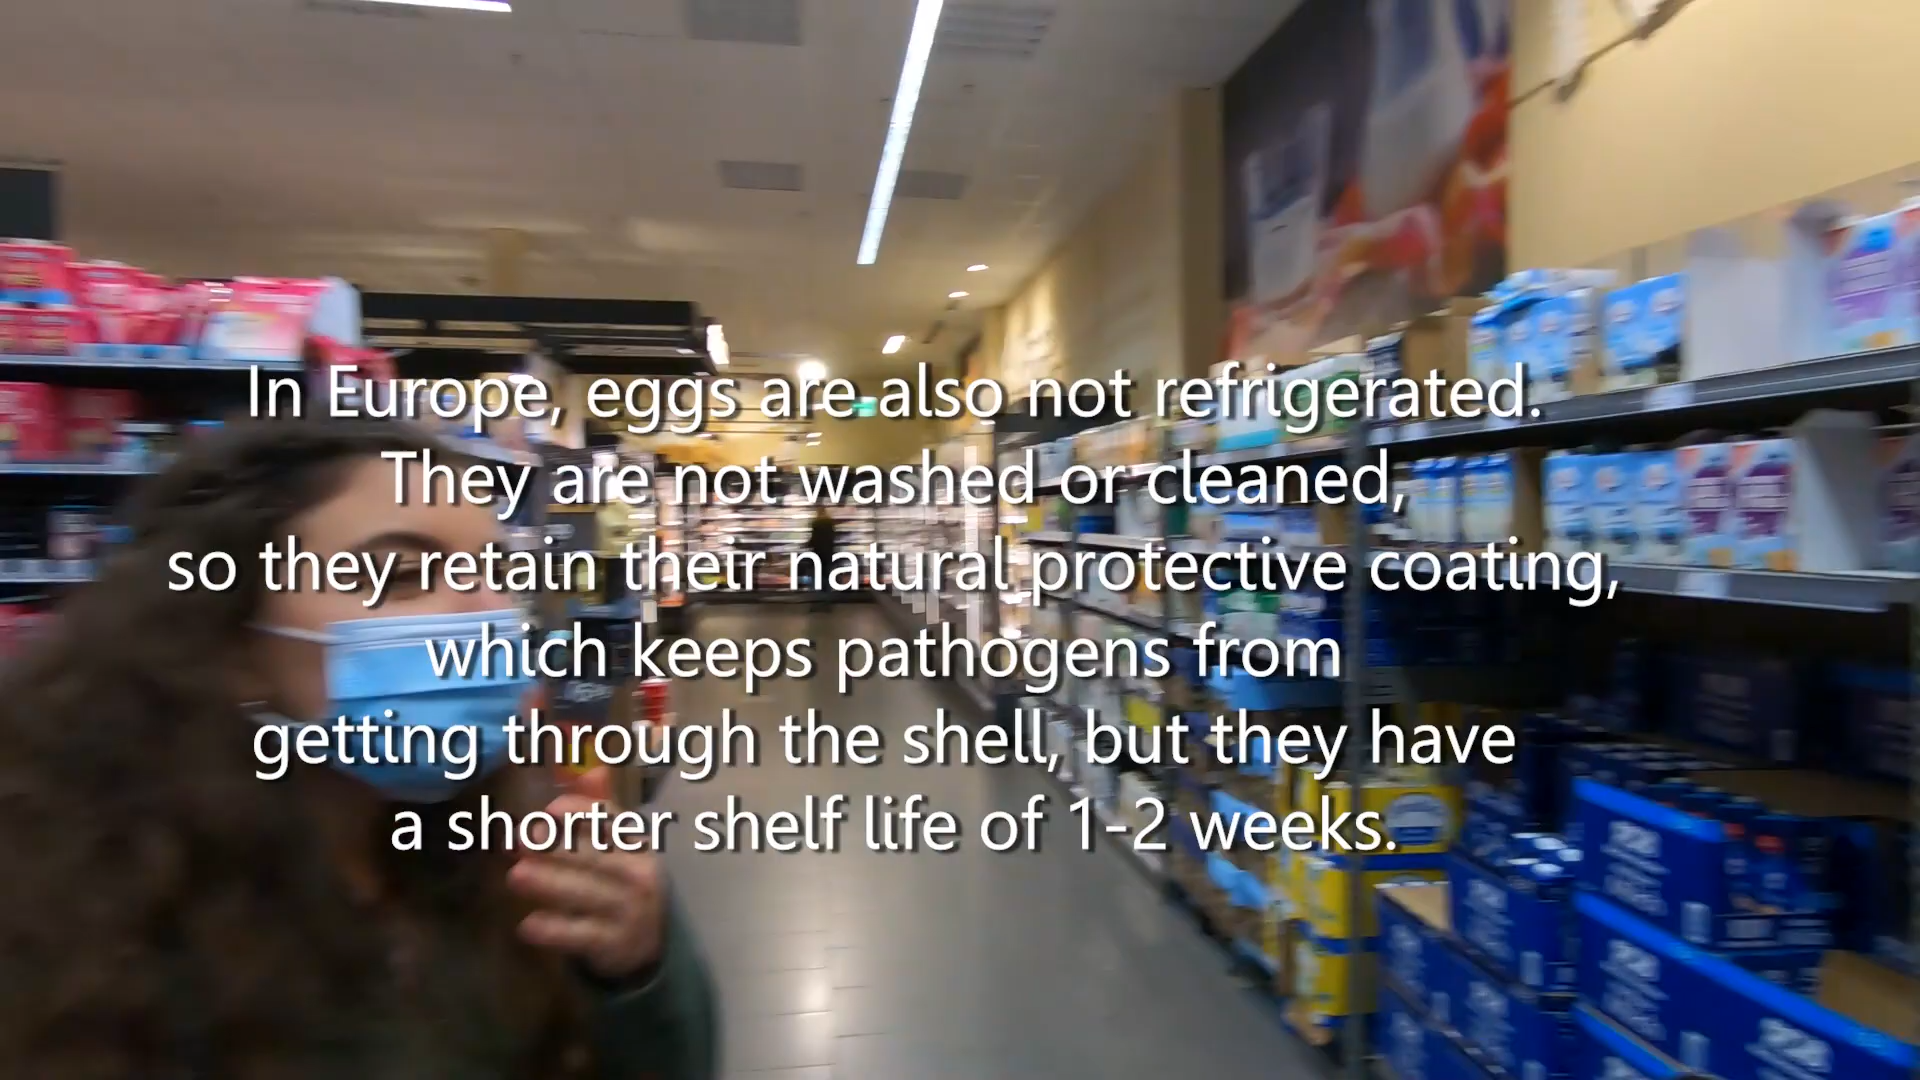 In Europe, eggs are also not refrigerated.
They are not washed or cleaned,
so they retain their natural protective coating,
which keeps pathogens from
getting through the shell, but they have
a shorter shelf life of 1-2 weeks.